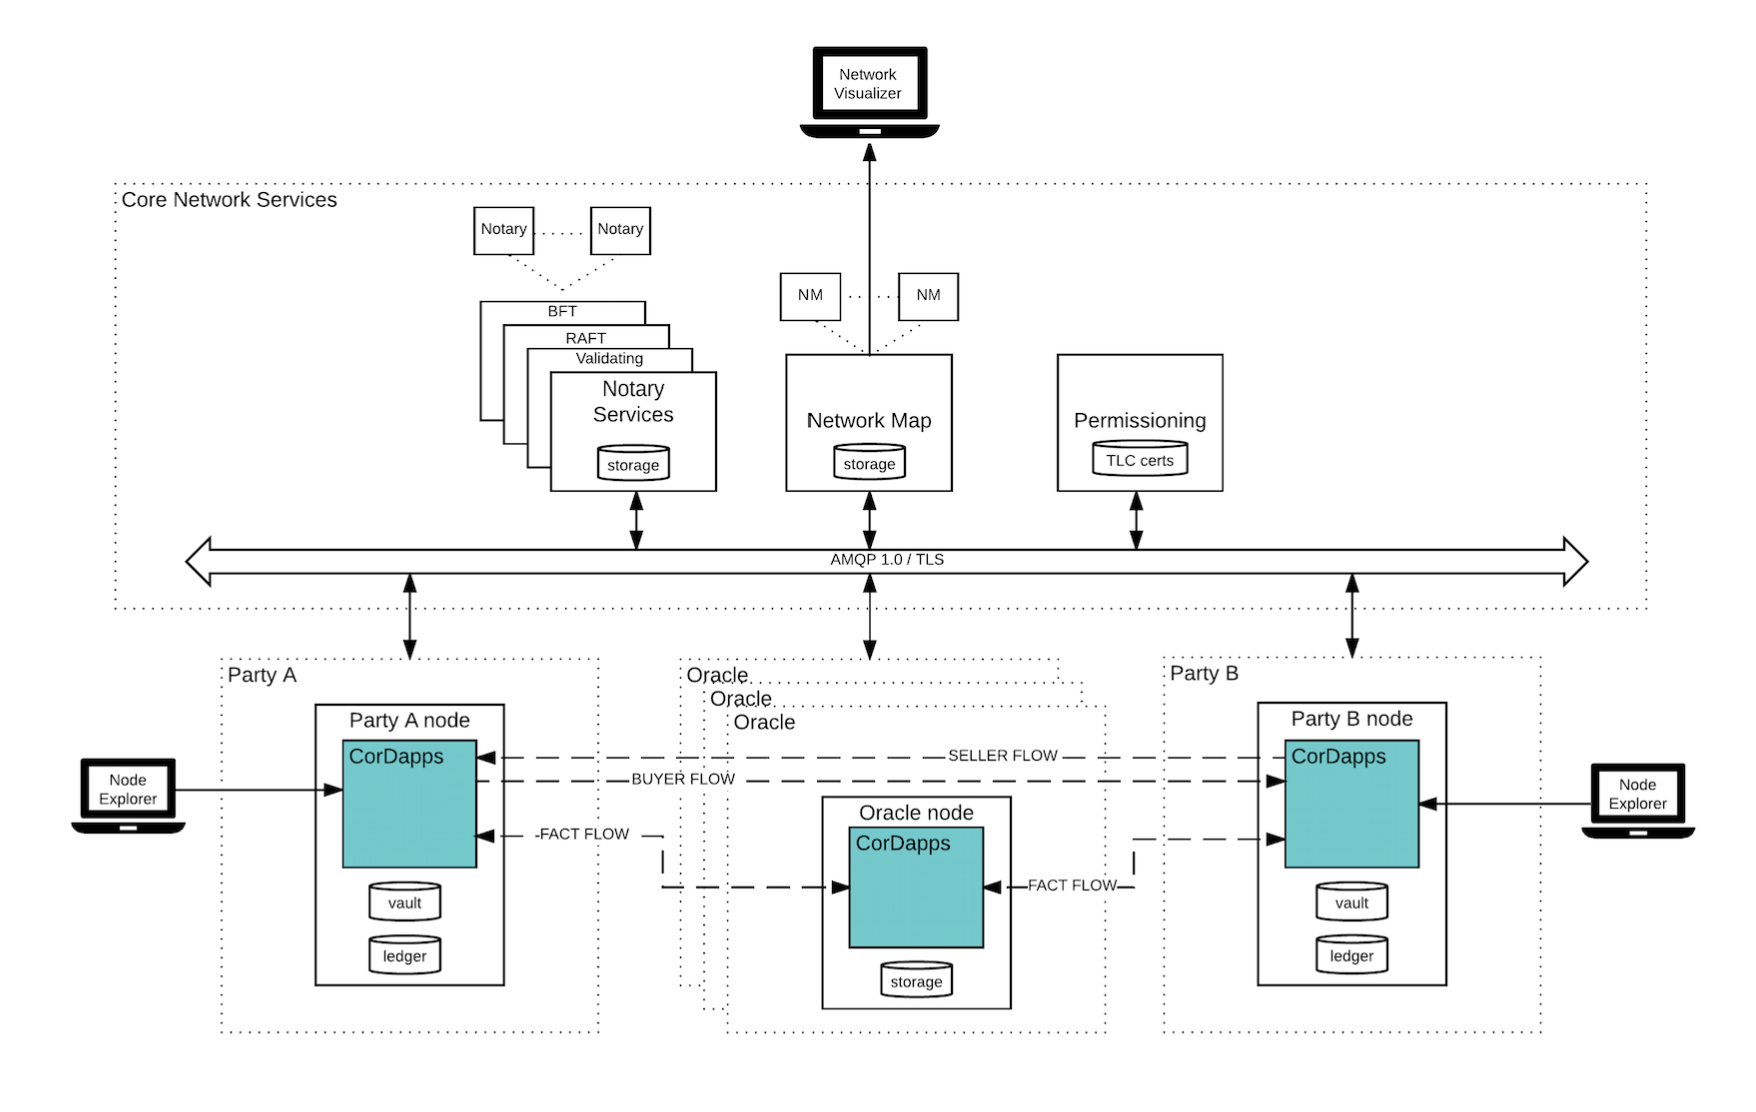 Network
Visualizer
Core Network Services
Notary
Notary
NM
NM
BFT
RAFT
Validating
Notary
Services
storage
Network Map
storage
Permissioning
TLC certs
AMQP 1.0 / TLS
Party A
Party A node
CorDapps
vault
ledger
Node
Explorer
Oracle
Oracle
Oracle
SELLER FLOW
BUYER FLOW
FACT FLOW
Oracle node
CorDapps
storage
FACT FLOW
Party B
Party B node
CorDapps
vault
ledger
Node
Explorer